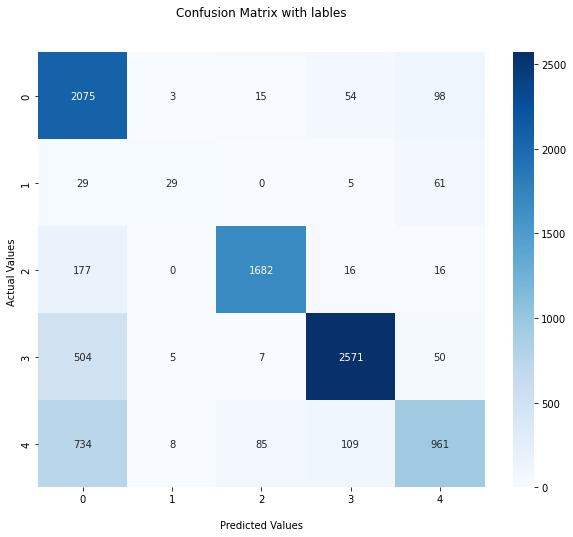 Confusion Matrix with lables
0 2075 3 15 54 98
1 29 29 0 5 61
2 177 0 1682 16 16
3 504 5 7 2571 50
4 734 8 85 109 961
0 1 2 3 4
Actual Values
Predicted Values
2500
2000
1500
1000
500
0